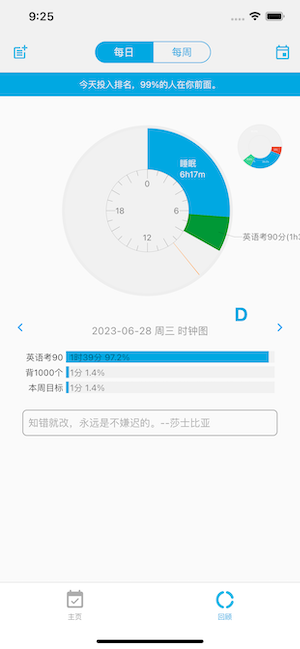 9:25
每日
每周
今天投入排名，99%的人在你前面。
睡眠
6h17m
0
18
6
12
英语考90分(1h3
D
2023-06-28 周三 时钟图
英语考90 1时39分 97.2%
背1000个 1分 1.4%
本周目标 1分 1.4%
知错就改，永远是不嫌迟的。--莎士比亚
主页
回顾